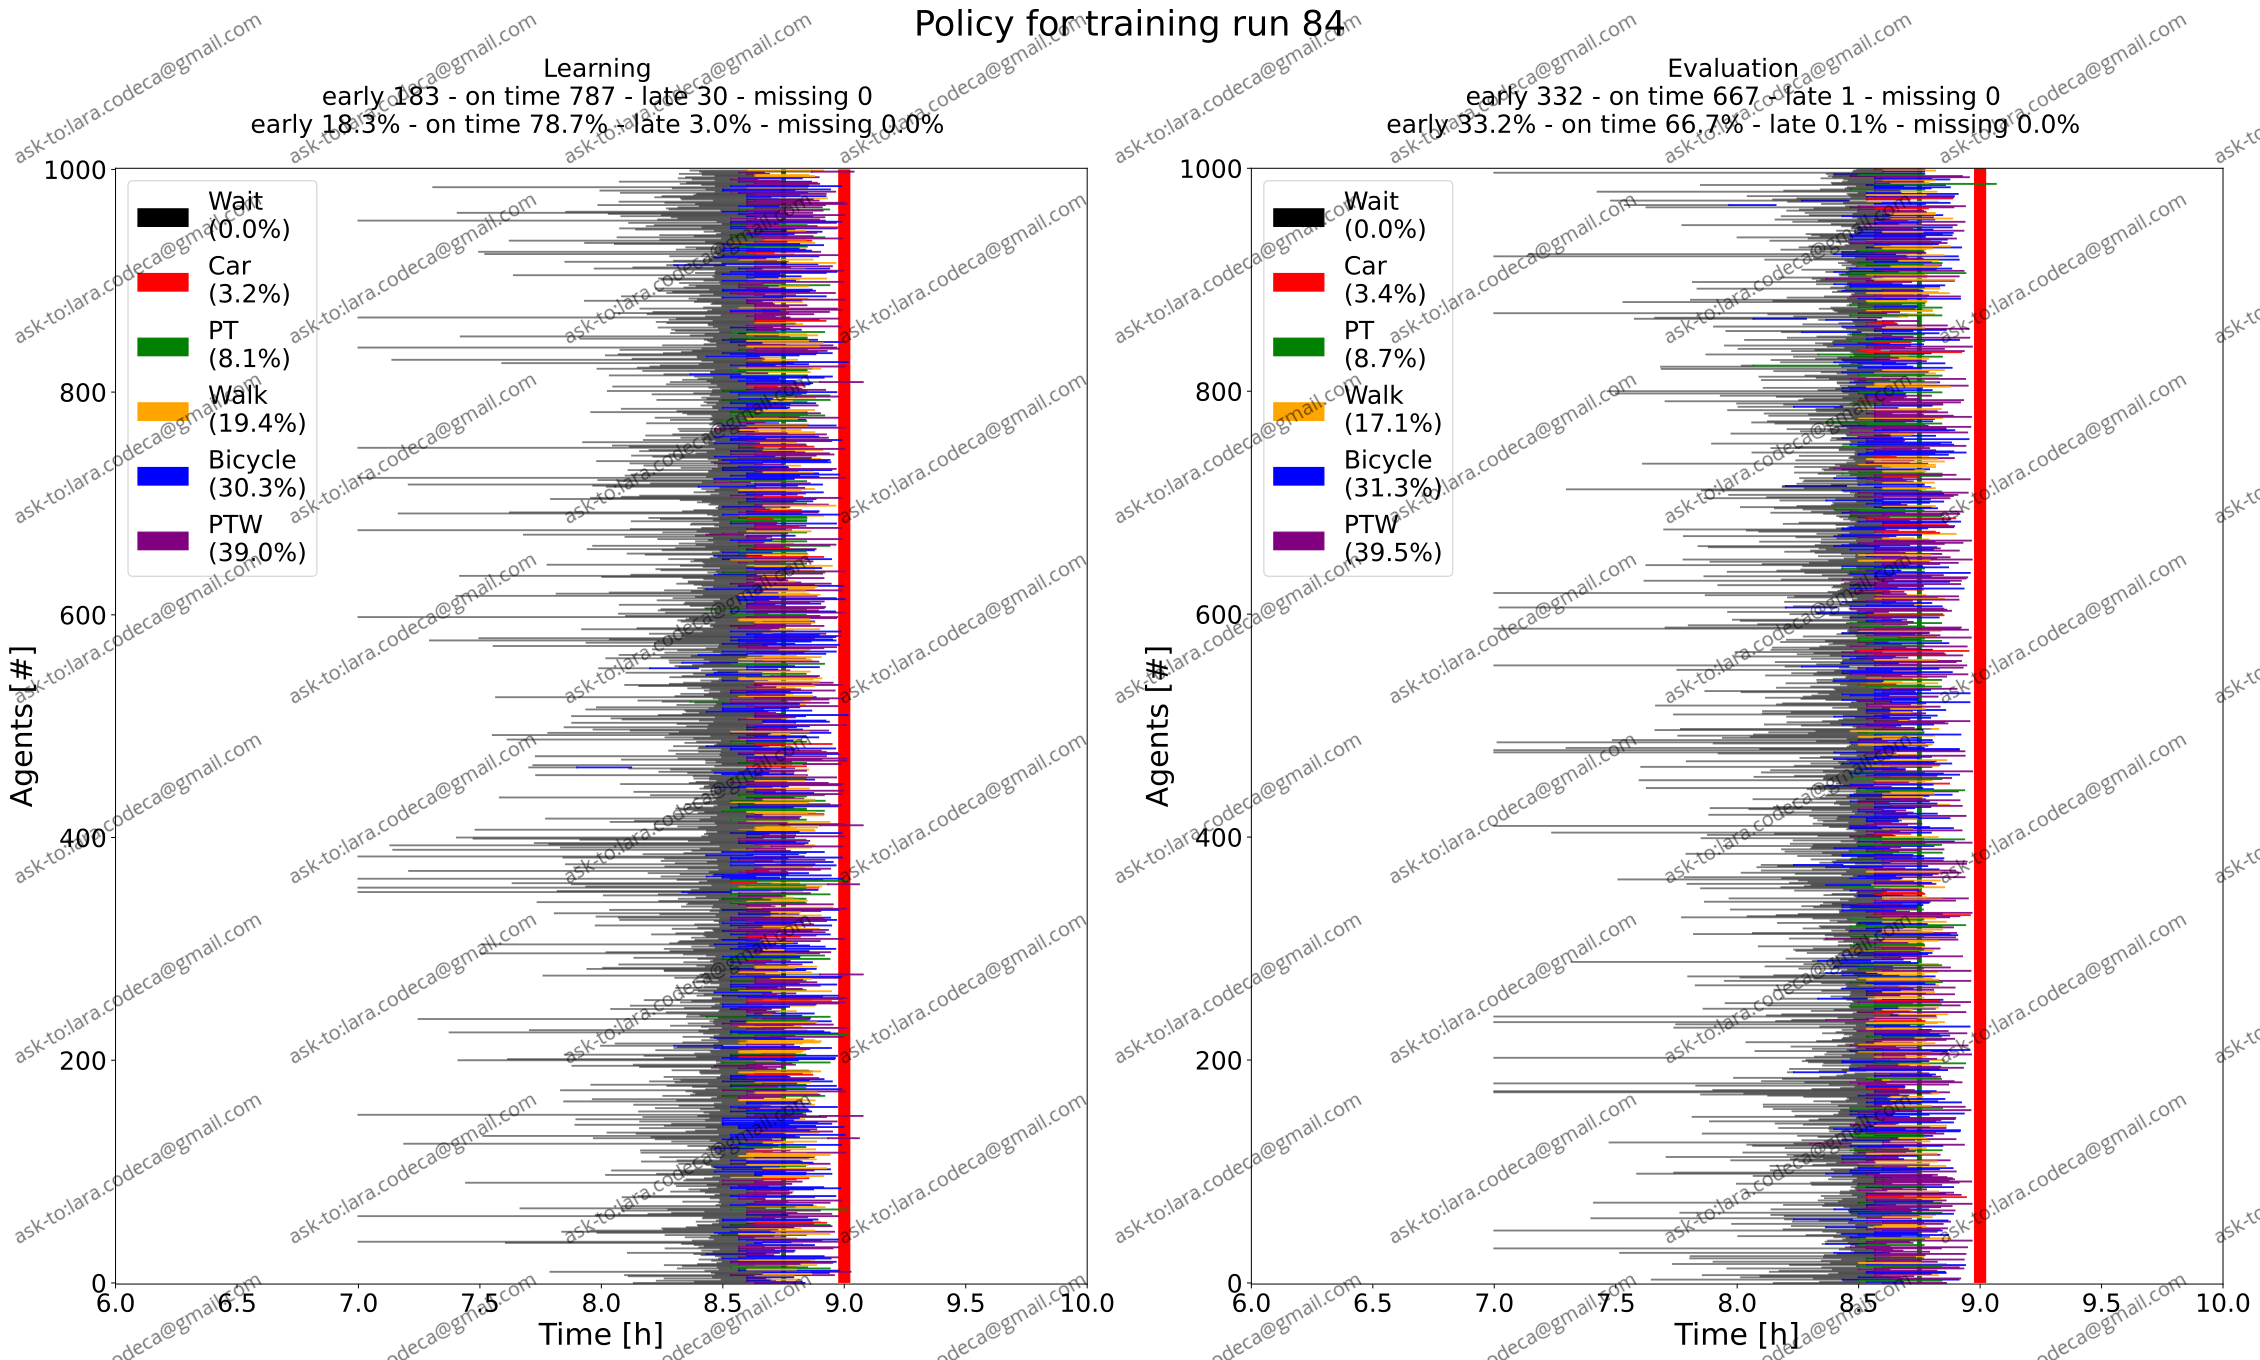 Policy for training run 84
Learning
early 183 - on time 787 - late 30 - missing 0
early 18.3% - on time 78.7% - late 3.0% - missing 0.0%
Evaluation
early 332 - on time 667 - late 1 - missing 0
early 33.2% - on time 66.7% - late 0.1% - missing 0.0%
Wait
(0.0%)
Car
(3.2%)
PT
(8.1%)
Walk
(19.4%)
Bicycle
(30.3%)
PTW
(39.0%)
Agents [#]
1000
800
600
400
200
0
6.0 6.5 7.0 7.5 8.0 8.5 9.0 9.5 10.0
Time [h]
Wait
(0.0%)
Car
(3.4%)
PT
(8.7%)
Walk
(17.1%)
Bicycle
(31.3%)
PTW
(39.5%)
Agents [#]
1000
800
600
400
200
0
6.0 6.5 7.0 7.5 8.0 8.5 9.0 9.5 10.0
Time [h]
ask-to:lara.codeca@gmail.com